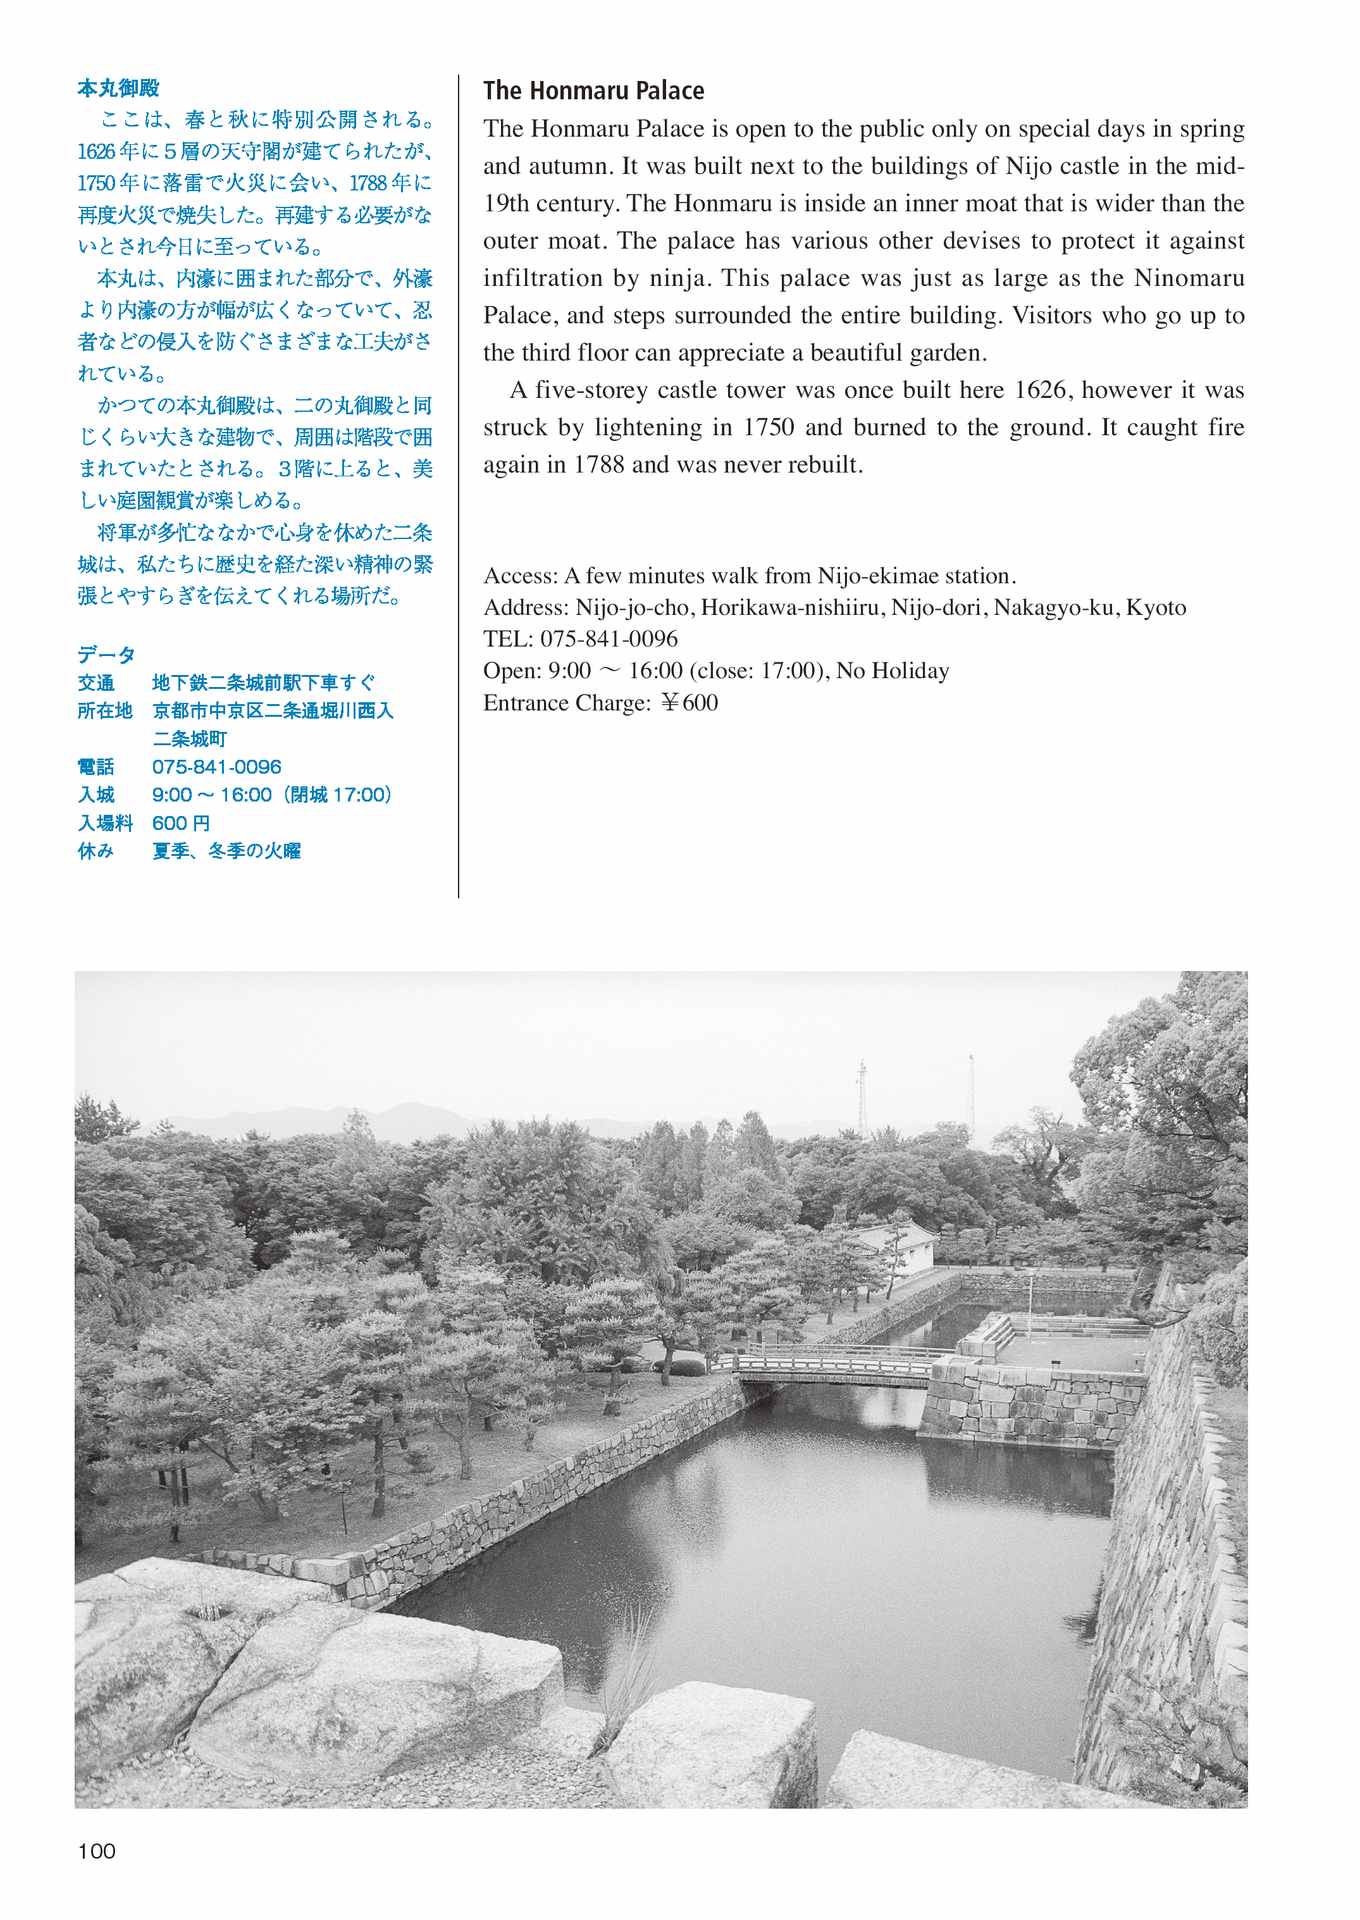 本丸御殿
　ここは、春と秋に特別公開される。
1626年に５層の天守閣が建てられたが、
1750年に落雷で火災に会い、1788年に
再度火災で焼失した。再建する必要がな
いとされ今日に至っている。
　本丸は、内濠に囲まれた部分で、外濠
より内濠の方が幅が広くなっていて、忍
者などの侵入を防ぐさまざまな工夫がさ
れている。
　かつての本丸御殿は、二の丸御殿と同
じくらい大きな建物で、周囲は階段で囲
まれていたとされる。３階に上ると、美
しい庭園観賞が楽しめる。
　将軍が多忙ななかで心身を休めた二条
城は、私たちに歴史を経た深い精神の緊
張とやすらぎを伝えてくれる場所だ。
データ
交通　地下鉄二条城前駅下車すぐ
所在地　京都市中京区二条通堀川西入
二条城町
電話　075-841-0096
入城　9:00 〜 16:00（閉城 17:00）
入場料　600 円
休み　夏季、冬季の火曜
The Honmaru Palace
The Honmaru Palace is open to the public only on special days in spring
and autumn. It was built next to the buildings of Nijo castle in the mid-
19th century. The Honmaru is inside an inner moat that is wider than the
outer moat. The palace has various other devises to protect it against
infiltration by ninja. This palace was just as large as the Ninomaru
Palace, and steps surrounded the entire building. Visitors who go up to
the third floor can appreciate a beautiful garden.
A five-storey castle tower was once built here 1626, however it was
struck by lightening in 1750 and burned to the ground. It caught fire
again in 1788 and was never rebuilt.
Access: A few minutes walk from Nijo-ekimae station.
Address: Nijo-jo-cho, Horikawa-nishiiru, Nijo-dori, Nakagyo-ku, Kyoto
TEL: 075-841-0096
Open: 9:00 〜 16:00 (close: 17:00), No Holiday
Entrance Charge: ￥600
100